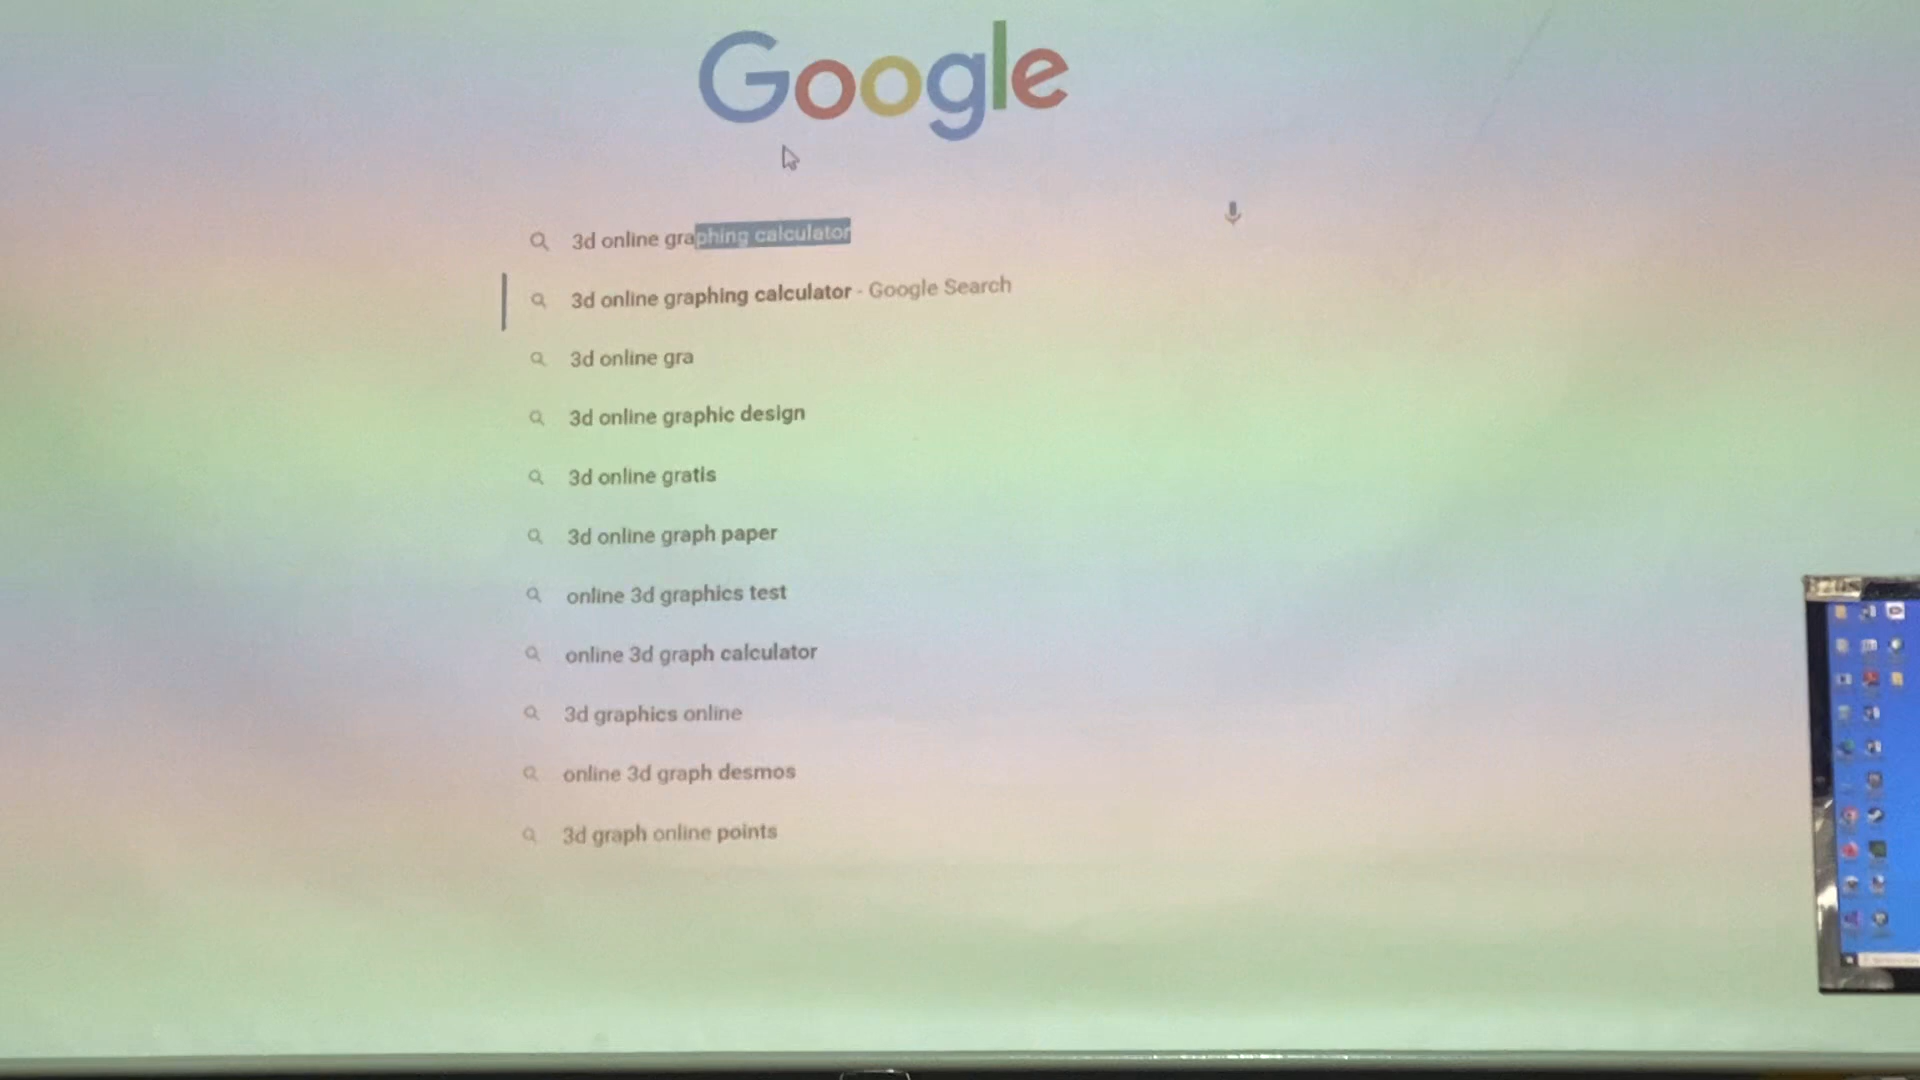 Google
3d online graphing calculator
3d online graphing calculator - Google Search
3d online gra
3d online graphic design
3d online gratis
3d online graph paper
online 3d graphics test
online 3d graph calculator
3d graphics online
online 3d graph desmos
3d graph online points